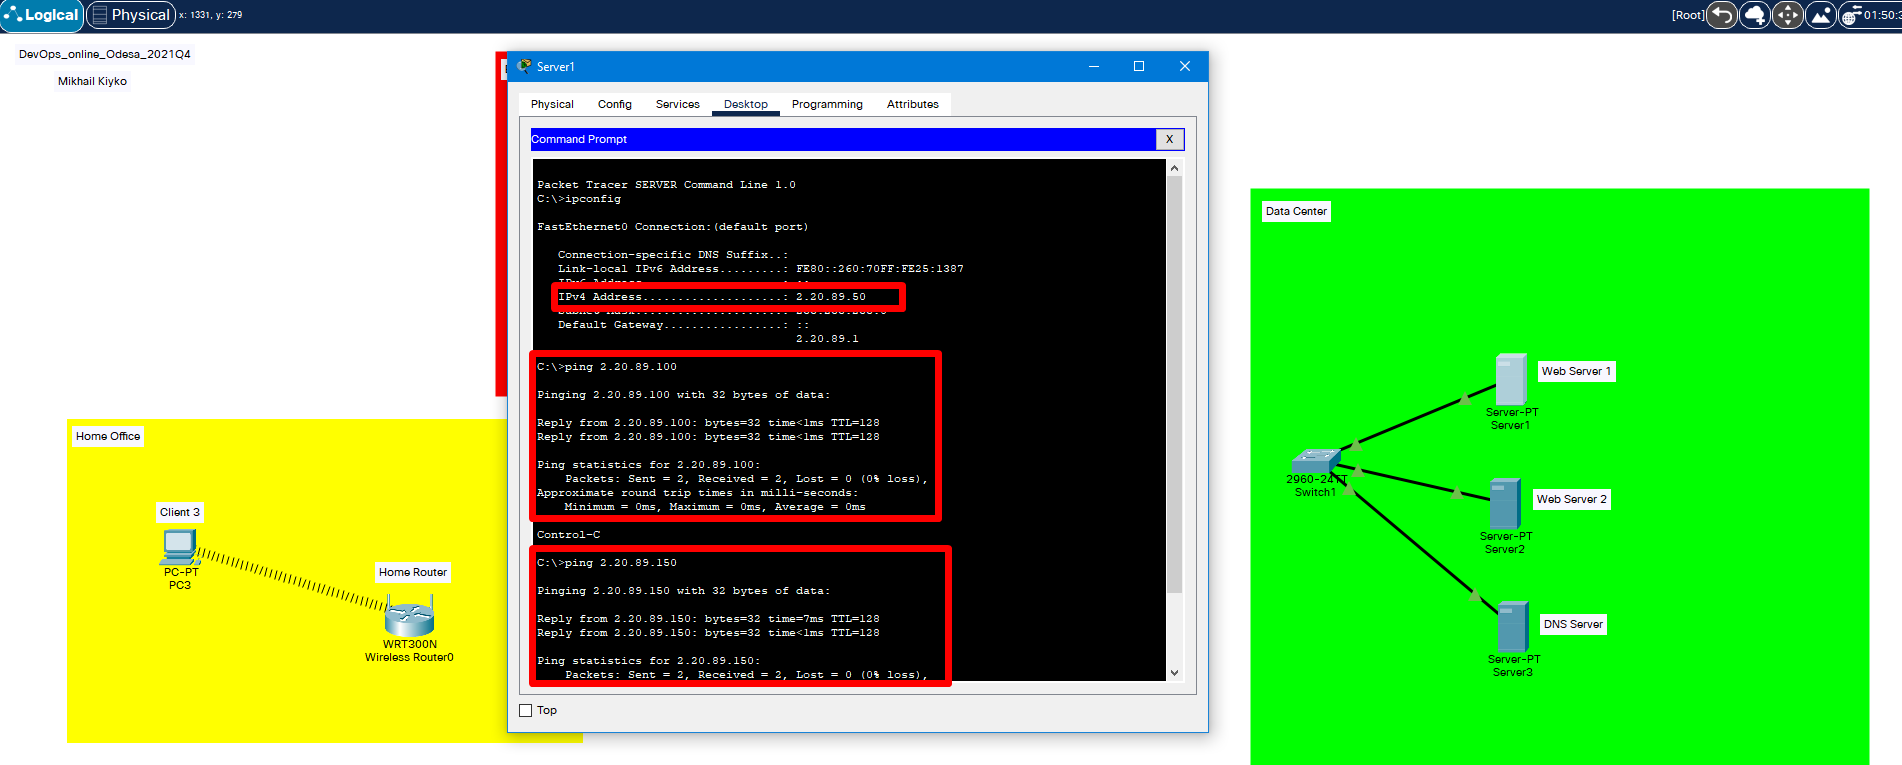 Logical
Physical
x: 1331, y: 279
[Root]
01:50:3
DevOps_online_Odesa_2021Q4
Mikhail Kiyko
Server1
Physical
Config
Services
Desktop
Programming
Attributes
Command Prompt
X
Packet Tracer SERVER Command Line 1.0
C:\>ipconfig
FastEthernet0 Connection:(default port)
Connection-specific DNS Suffix..:
Link-local IPv6 Address.........: FE80::260:70FF:FE25:1387
IPv4 Address....................: 2.20.89.50
Default Gateway.................: ::
2.20.89.1
C:\>ping 2.20.89.100
Pinging 2.20.89.100 with 32 bytes of data:
Reply from 2.20.89.100: bytes=32 time<1ms TTL=128
Reply from 2.20.89.100: bytes=32 time<1ms TTL=128
Ping statistics for 2.20.89.100:
Packets: Sent = 2, Received = 2, Lost = 0 (0% loss),
Approximate round trip times in milli-seconds:
Minimum = 0ms, Maximum = 0ms, Average = 0ms
Control-C
C:\>ping 2.20.89.150
Pinging 2.20.89.150 with 32 bytes of data:
Reply from 2.20.89.150: bytes=32 time=7ms TTL=128
Reply from 2.20.89.150: bytes=32 time<1ms TTL=128
Ping statistics for 2.20.89.150:
Packets: Sent = 2, Received = 2, Lost = 0 (0% loss),
Top
Home Office
Client 3
PC-PT
PC3
Home Router
WRT300N
Wireless Router0
Data Center
Web Server 1
Server-PT
Server1
2960-24TT
Switch1
Web Server 2
Server-PT
Server2
DNS Server
Server-PT
Server3